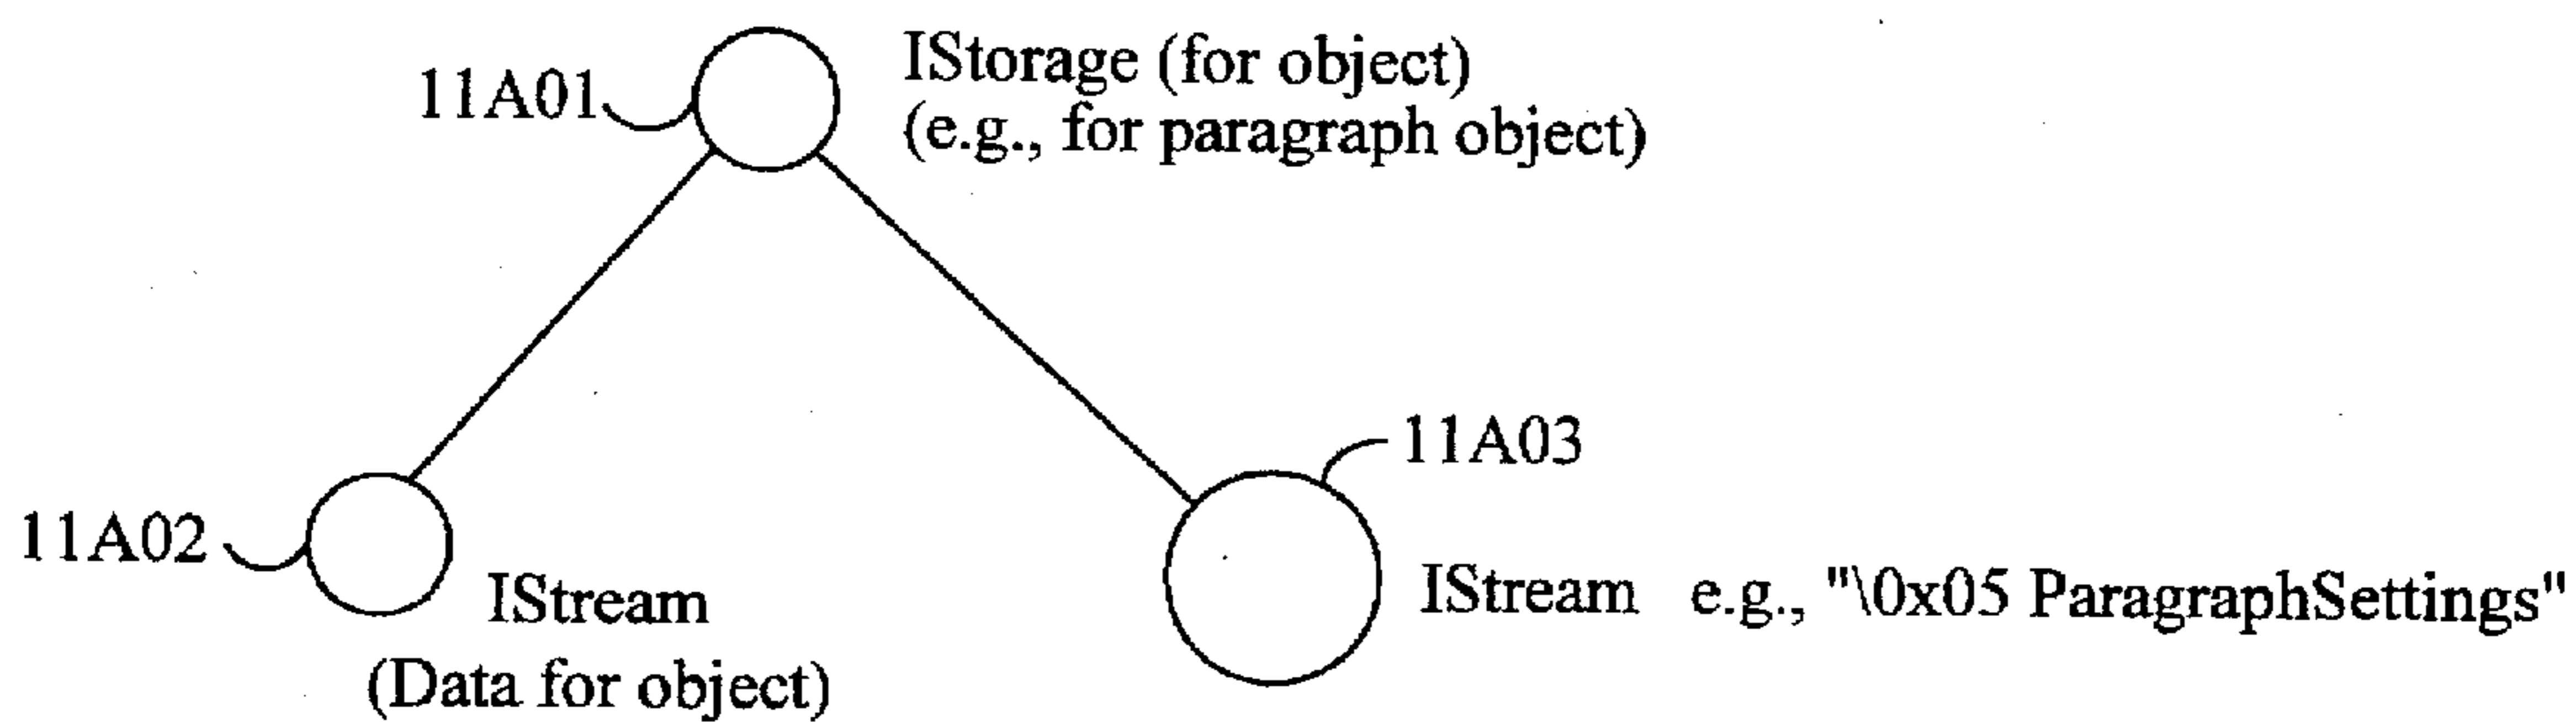 11A01
IStorage (for object)
(e.g., for paragraph object)
11A03
11A02
IStream
(Data for object)
IStream e.g., "\0x05 ParagraphSettings"